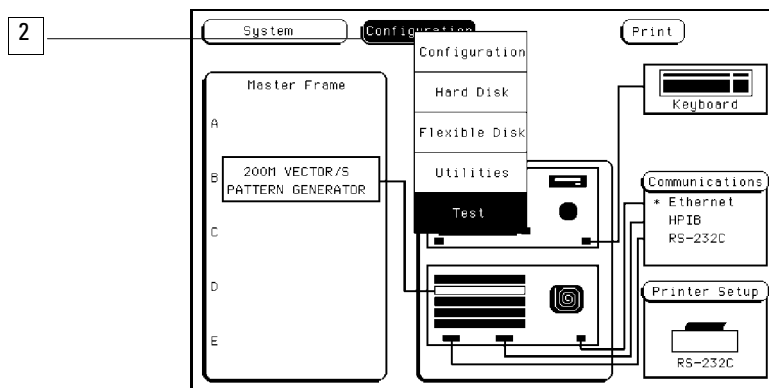 2
System
Configuration
Print
Configuration
Hard Disk
Flexible Disk
Utilities
Test
Master Frame
A
B
200M VECTOR/S
PATTERN GENERATOR
C
D
E
Keyboard
Communications
* Ethernet
HPIB
RS-232C
Printer Setup
RS-232C